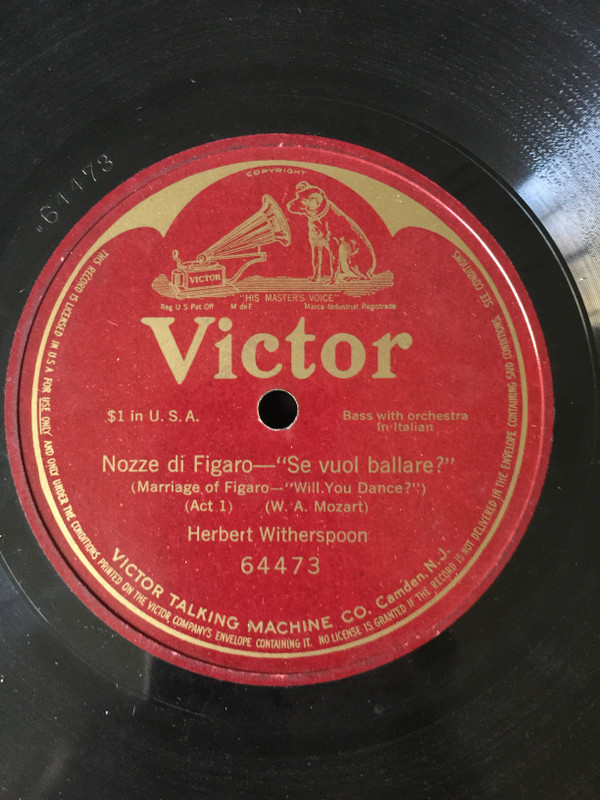 64473
COPYRIGHT
VICTOR
"HIS MASTER'S VOICE"
Reg U S Pat Off M de F. Marca Industrial Registrada
Victor
$1 in U. S. A.
Bass with orchestra
In Italian
Nozze di Figaro—"Se vuol ballare?"
(Marriage of Figaro—"Will You Dance?")
(Act 1) (W. A. Mozart)
Herbert Witherspoon
64473
VICTOR TALKING MACHINE CO. Camden, N. J.
THIS RECORD IS LICENSED IN U S A FOR USE ONLY AND ONLY UNDER THE CONDITIONS PRINTED ON THE VICTOR COMPANY'S ENVELOPE CONTAINING IT. NO LICENSE IS GRANTED IF THE RECORD IS NOT DELIVERED IN THE ENVELOPE CONTAINING SAID CONDITIONS. SEE CONDITIONS.